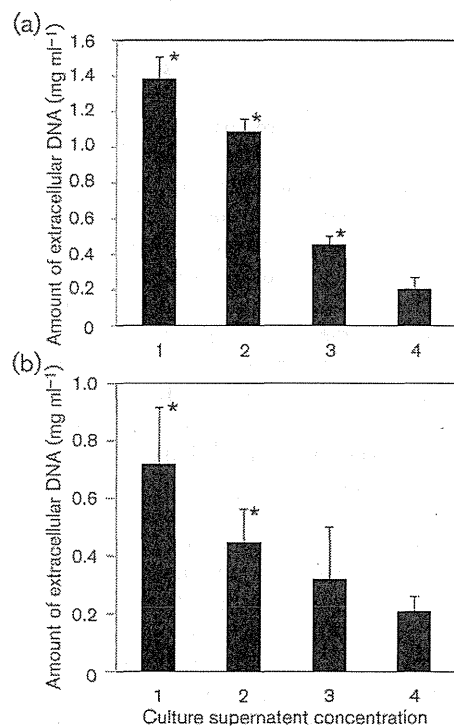 (a)
Amount of extracellular DNA (mg ml⁻¹)
1.6
1.4
1.2
1.0
0.8
0.6
0.4
0.2
0
*
*
*
1 2 3 4
(b)
Amount of extracellular DNA (mg ml⁻¹)
1.0
0.8
0.6
0.4
0.2
0
*
*
1 2 3 4
Culture supernatent concentration